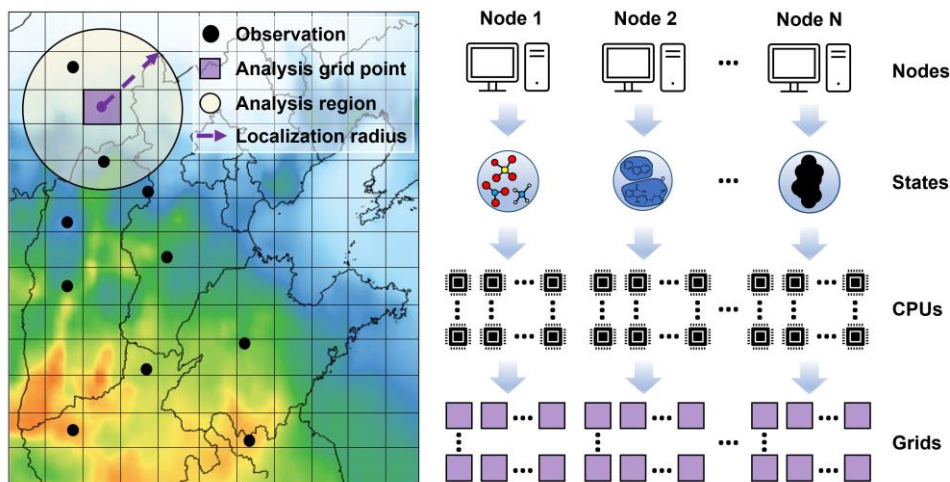 Observation
Analysis grid point
Analysis region
Localization radius
Node 1
Node 2
Node N
Nodes
States
CPUs
Grids